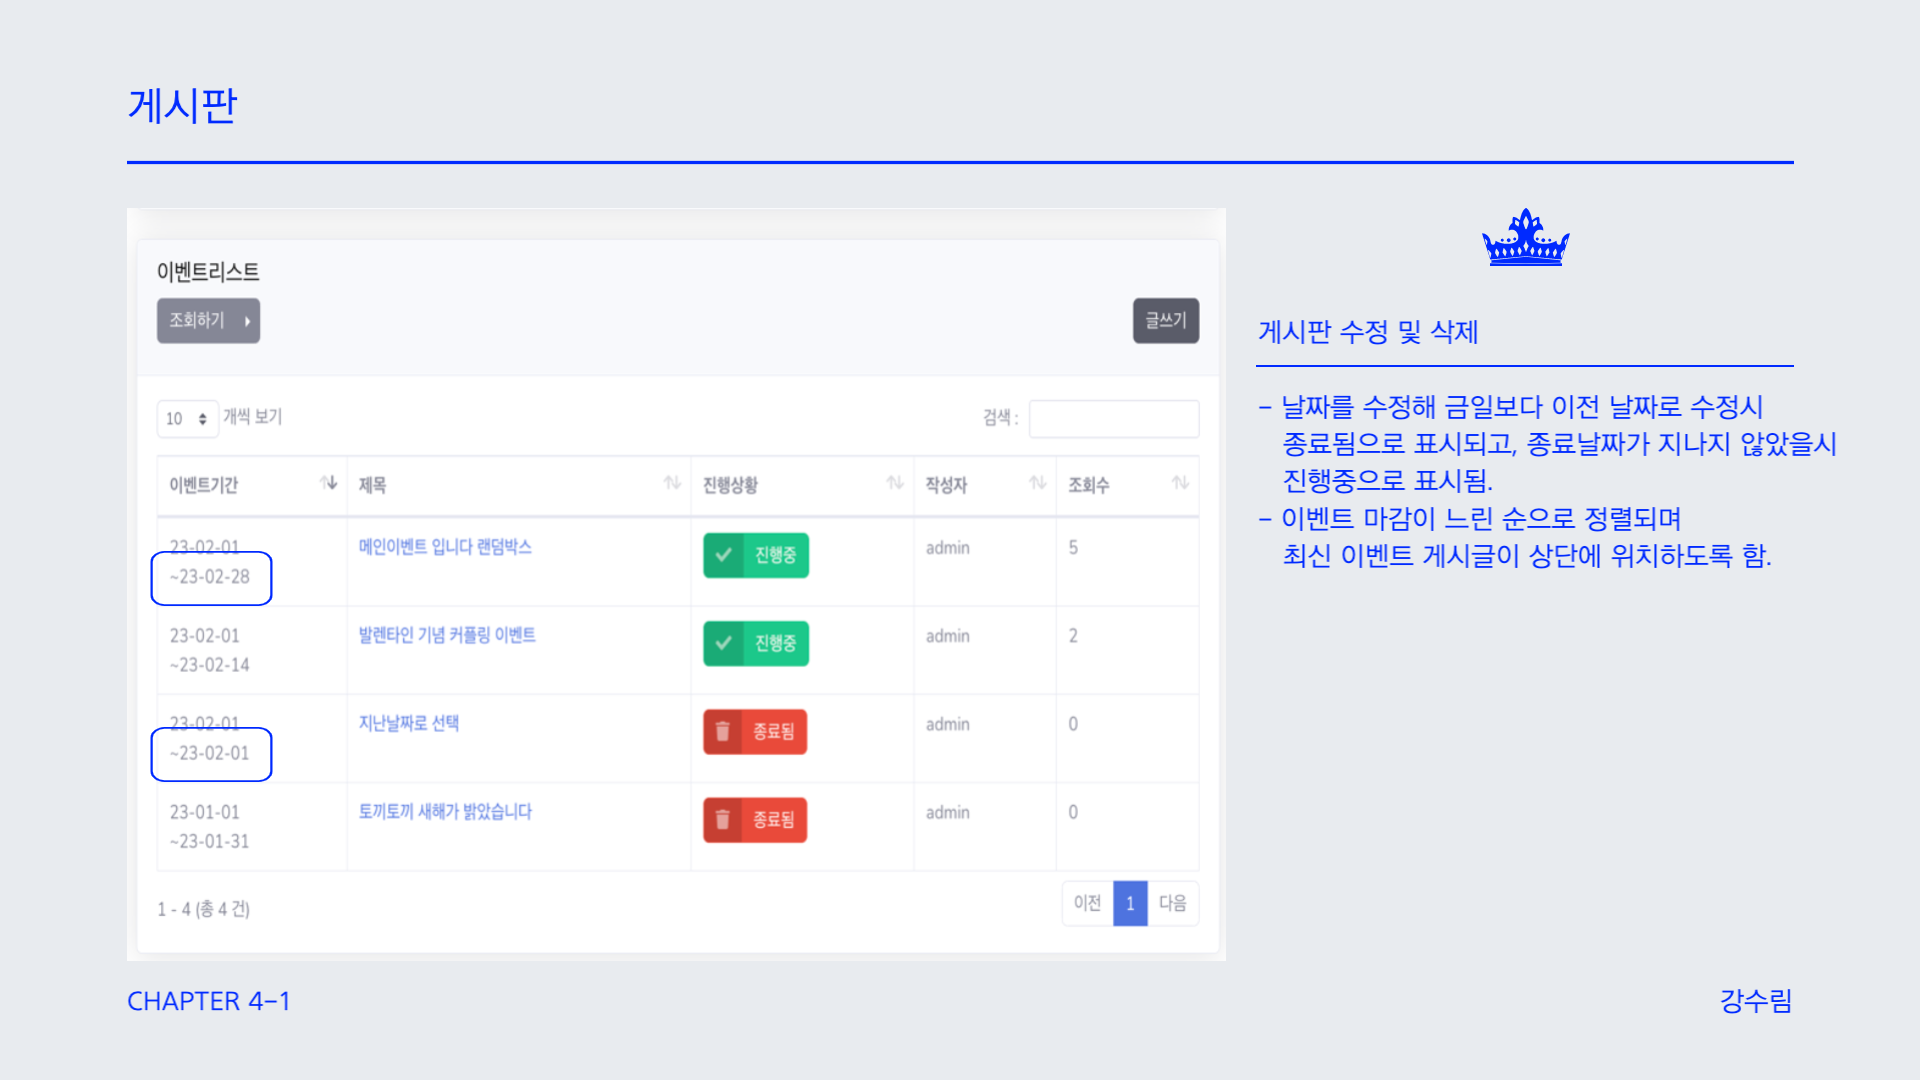 게시판
이벤트리스트
조회하기
글쓰기
10 개씩 보기
검색 :
이벤트기간 제목 진행상황 작성자 조회수
23-02-01
~23-02-28
메인이벤트 입니다 랜덤박스
진행중
admin
5
23-02-01
~23-02-14
발렌타인 기념 커플링 이벤트
진행중
admin
2
23-02-01
~23-02-01
지난날짜로 선택
종료됨
admin
0
23-01-01
~23-01-31
토끼토끼 새해가 밝았습니다
종료됨
admin
0
1 - 4 (총 4 건)
이전 1 다음
게시판 수정 및 삭제
- 날짜를 수정해 금일보다 이전 날짜로 수정시
종료됨으로 표시되고, 종료날짜가 지나지 않았을시
진행중으로 표시됨.
- 이벤트 마감이 느린 순으로 정렬되며
최신 이벤트 게시글이 상단에 위치하도록 함.
CHAPTER 4-1
강수림